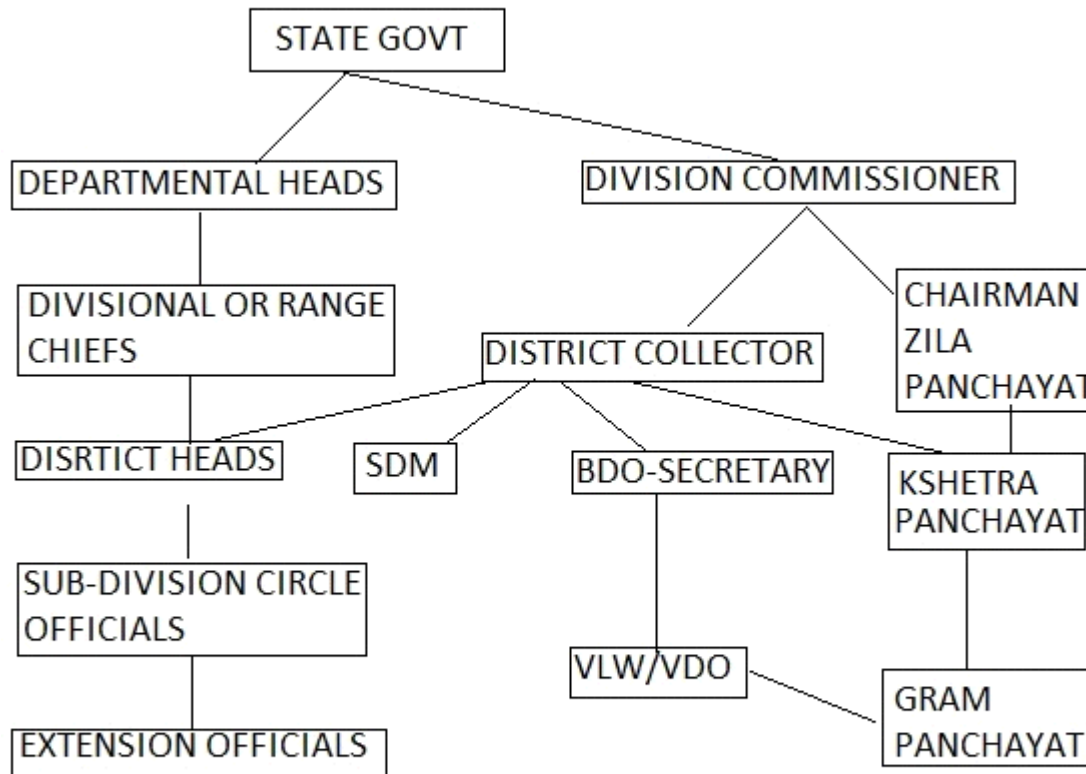 STATE GOVT
DEPARTMENTAL HEADS
DIVISION COMMISSIONER
DIVISIONAL OR RANGE
CHIEFS
DISTRICT COLLECTOR
CHAIRMAN
ZILA
PANCHAYAT
DISRTICT HEADS
SDM
BDO-SECRETARY
KSHETRA
PANCHAYAT
SUB-DIVISION CIRCLE
OFFICIALS
VLW/VDO
GRAM
PANCHAYAT
EXTENSION OFFICIALS